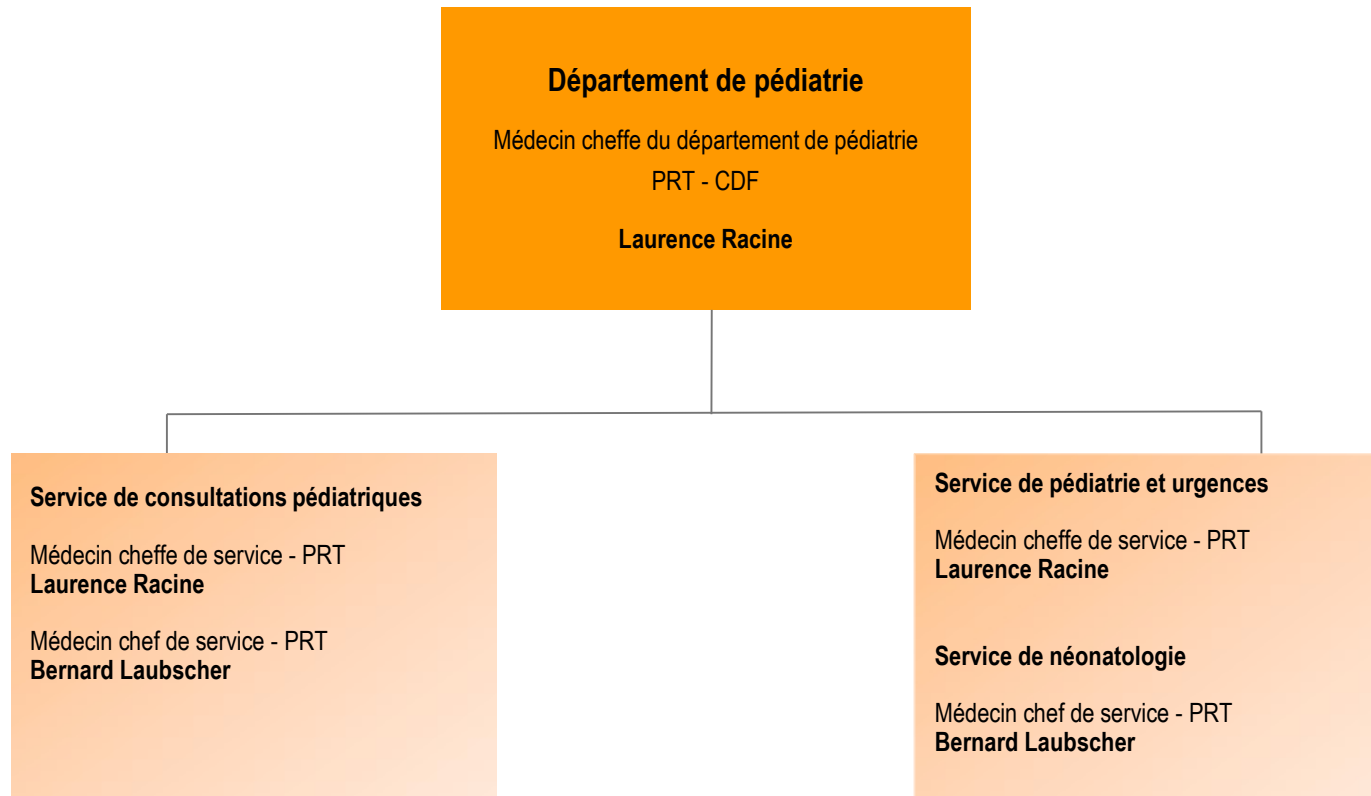 Département de pédiatrie
Médecin cheffe du département de pédiatrie
PRT - CDF
Laurence Racine
Service de consultations pédiatriques
Médecin cheffe de service - PRT
Laurence Racine
Médecin chef de service - PRT
Bernard Laubscher
Service de pédiatrie et urgences
Médecin cheffe de service - PRT
Laurence Racine
Service de néonatologie
Médecin chef de service - PRT
Bernard Laubscher